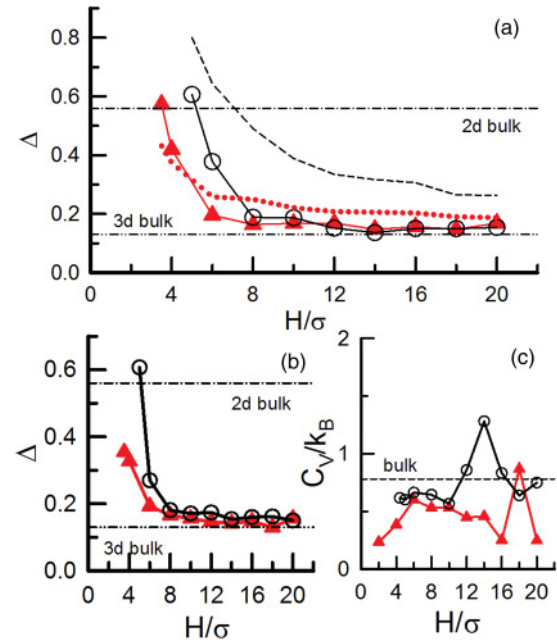 (a)
0.8
0.6
0.4
0.2
0.0
Δ
2d bulk
3d bulk
0 4 8 12 16 20
H/σ
(b)
0.6
0.4
0.2
0.0
Δ
2d bulk
3d bulk
0 4 8 12 16 20
H/σ
(c)
2
1
0
C_V/k_B
bulk
0 4 8 12 16 20
H/σ